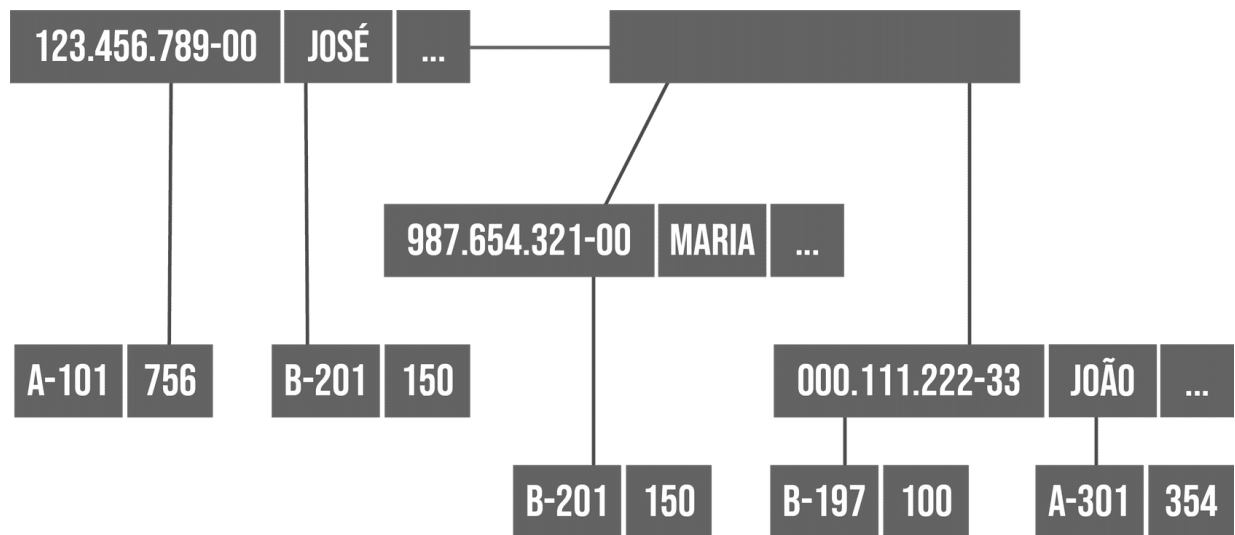 123.456.789-00 JOSÉ ...
987.654.321-00 MARIA ...
A-101 756 B-201 150
000.111.222-33 JOÃO ...
B-201 150
B-197 100
A-301 354